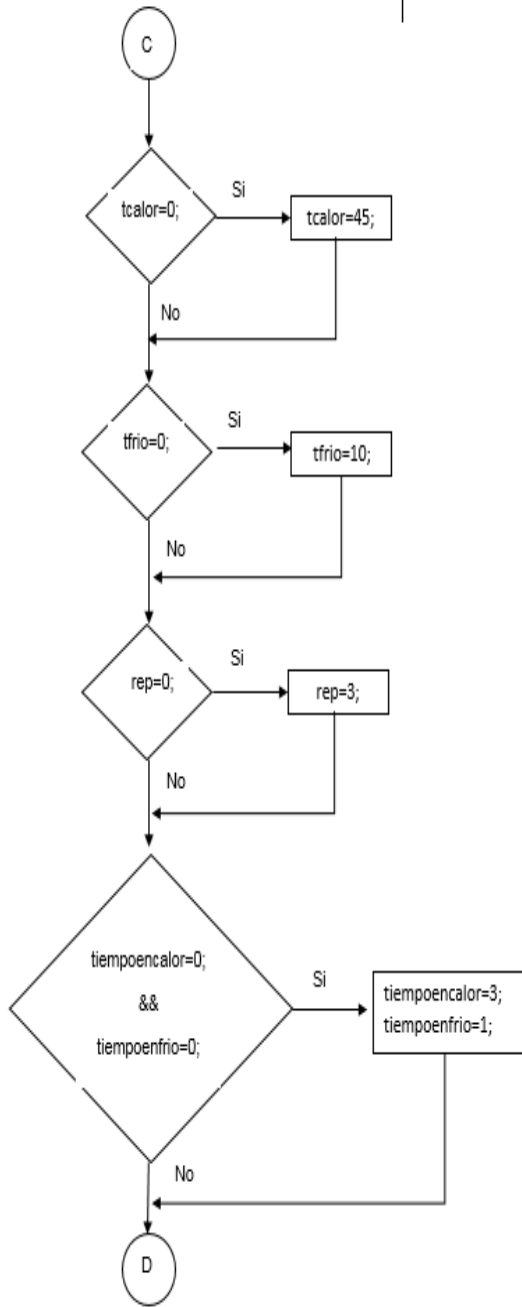 C
tcalor=0;
Si
tcalor=45;
No
tfrio=0;
Si
tfrio=10;
No
rep=0;
Si
rep=3;
No
tiempoencalor=0;
&&
tiempoenfrio=0;
Si
tiempoencalor=3;
tiempoenfrio=1;
No
D